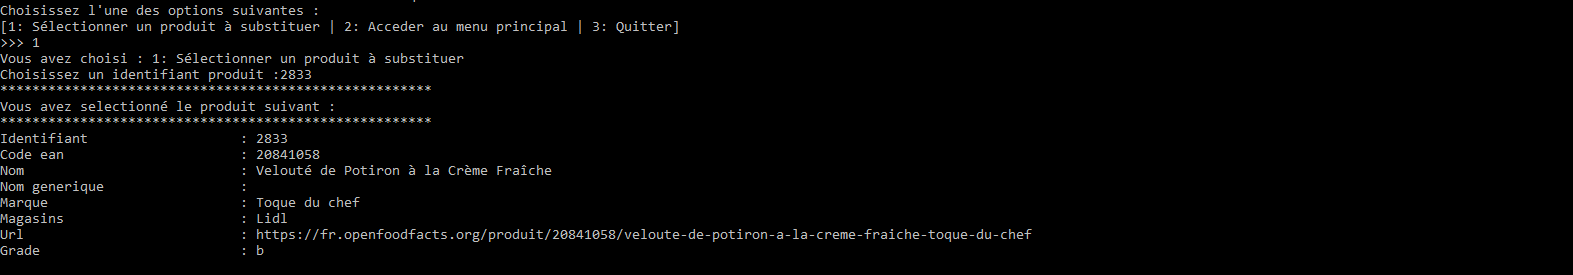 Choisissez l'une des options suivantes :
[1: Sélectionner un produit à substituer | 2: Acceder au menu principal | 3: Quitter]
>>> 1
Vous avez choisi : 1: Sélectionner un produit à substituer
Choisissez un identifiant produit :2833
******************************************************
Vous avez selectionné le produit suivant :
******************************************************
Identifiant : 2833
Code ean : 20841058
Nom : Velouté de Potiron à la Crème Fraîche
Nom generique :
Marque : Toque du chef
Magasins : Lidl
Url : https://fr.openfoodfacts.org/produit/20841058/veloute-de-potiron-a-la-creme-fraiche-toque-du-chef
Grade : b